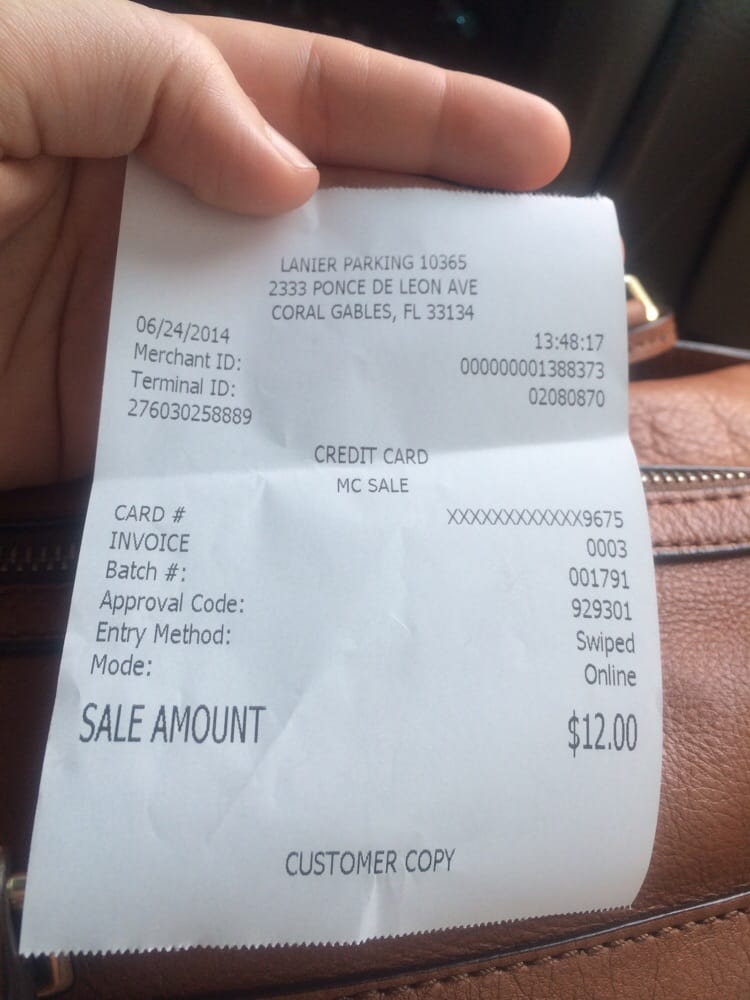 LANIER PARKING 10365
2333 PONCE DE LEON AVE
CORAL GABLES, FL 33134
06/24/2014 13:48:17
Merchant ID: 000000001388373
Terminal ID: 02080870
276030258889
CREDIT CARD
MC SALE
CARD # XXXXXXXXXXXX9675
INVOICE 0003
Batch #: 001791
Approval Code: 929301
Entry Method: Swiped
Mode: Online
SALE AMOUNT $12.00
CUSTOMER COPY